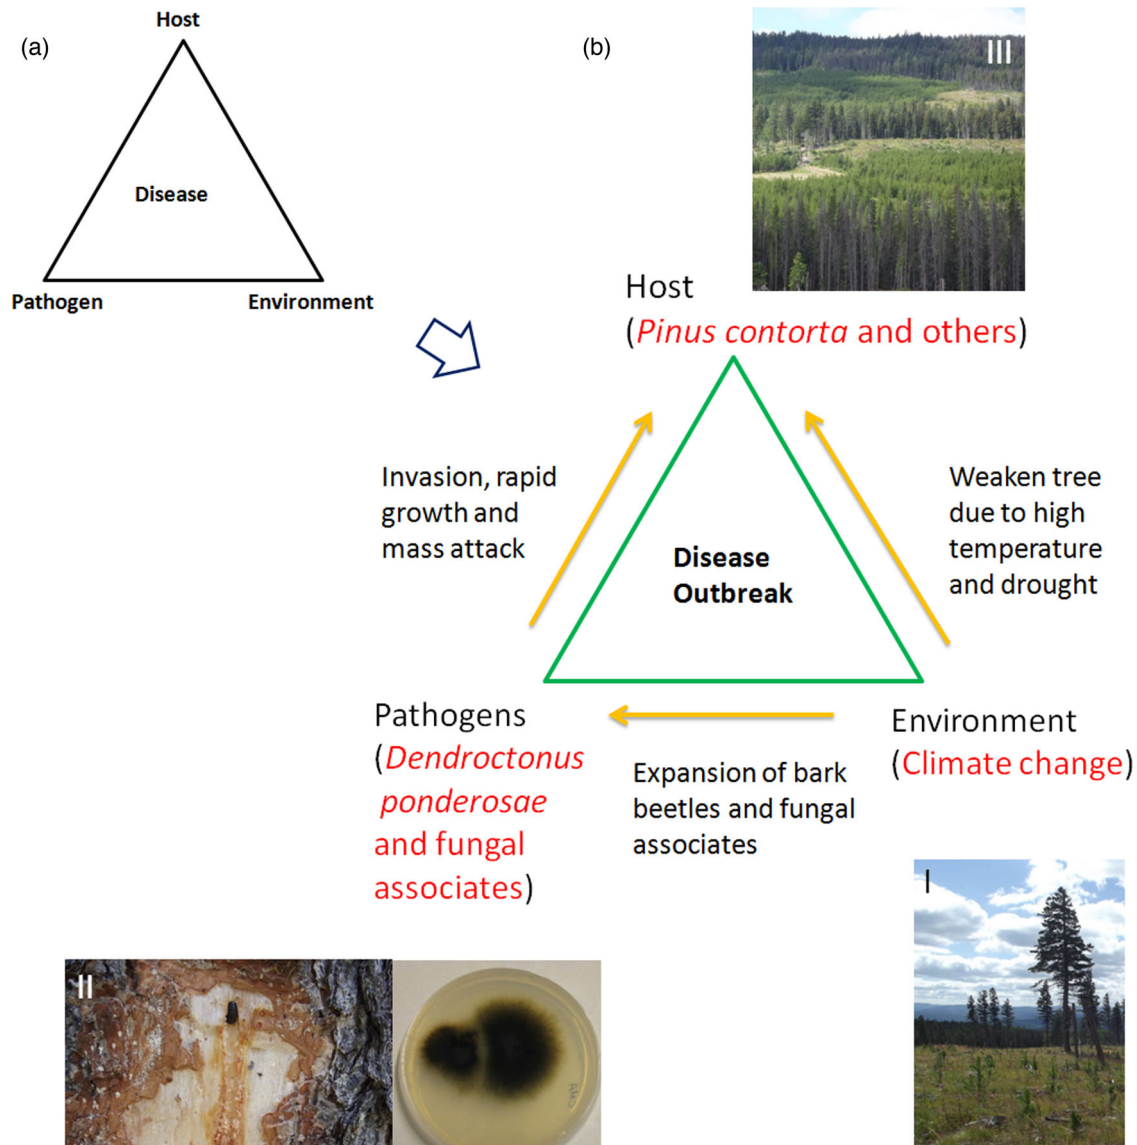 (a)
Host
Disease
Pathogen
Environment
(b)
III
Host
(Pinus contorta and others)
Invasion, rapid
growth and
mass attack
Weaken tree
due to high
temperature
and drought
Disease
Outbreak
Pathogens
(Dendroctonus
ponderosae
and fungal
associates)
Expansion of bark
beetles and fungal
associates
Environment
(Climate change)
I
II